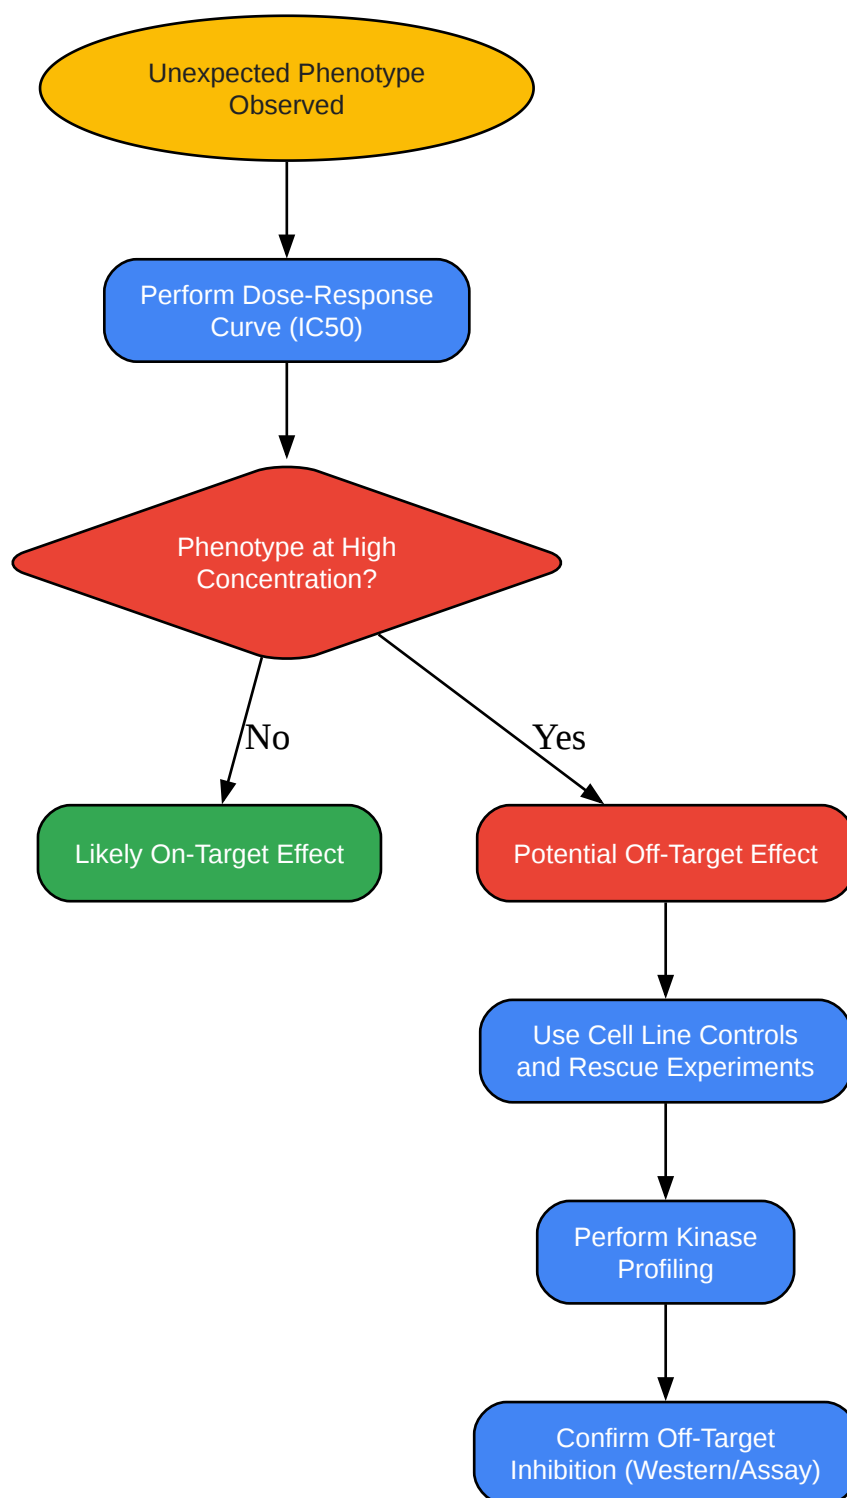 Unexpected Phenotype
Observed
Perform Dose-Response
Curve (IC50)
Phenotype at High
Concentration?
No
Yes
Likely On-Target Effect
Potential Off-Target Effect
Use Cell Line Controls
and Rescue Experiments
Perform Kinase
Profiling
Confirm Off-Target
Inhibition (Western/Assay)